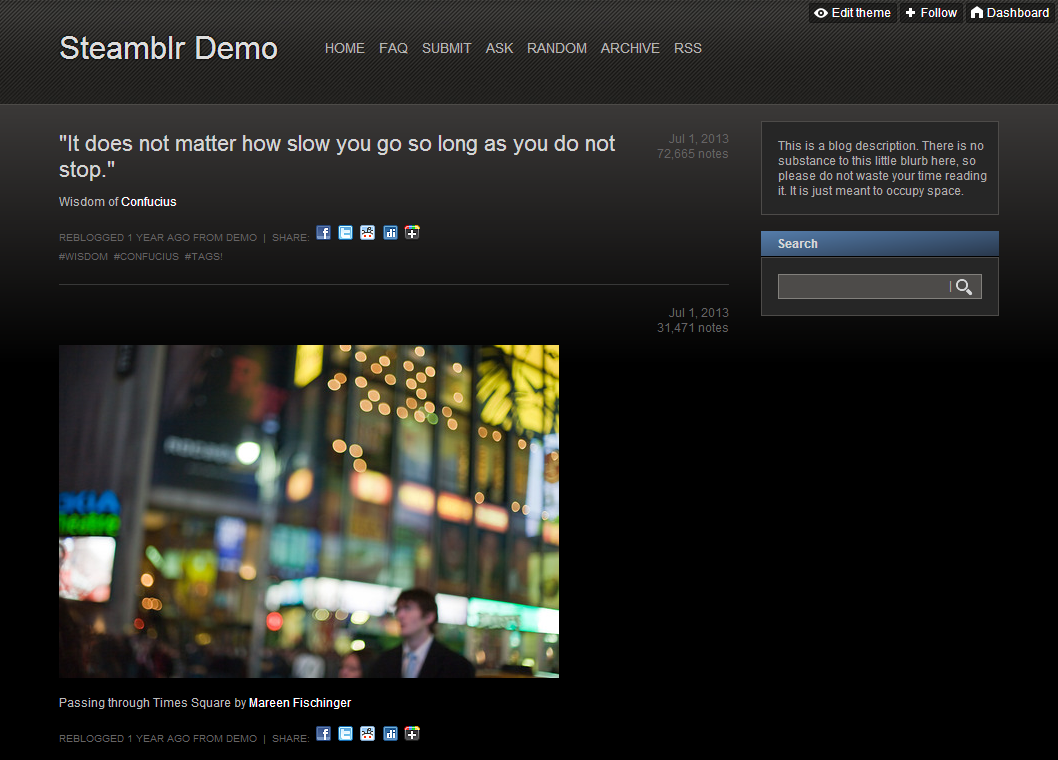 Edit theme Follow Dashboard
Steamblr Demo
HOME FAQ SUBMIT ASK RANDOM ARCHIVE RSS
"It does not matter how slow you go so long as you do not
stop."
Jul 1, 2013
72,665 notes
Wisdom of Confucius
REBLOGGED 1 YEAR AGO FROM DEMO | SHARE:
#WISDOM #CONFUCIUS #TAGS!
This is a blog description. There is no
substance to this little blurb here, so
please do not waste your time reading
it. It is just meant to occupy space.
Search
Jul 1, 2013
31,471 notes
Passing through Times Square by Mareen Fischinger
REBLOGGED 1 YEAR AGO FROM DEMO | SHARE: